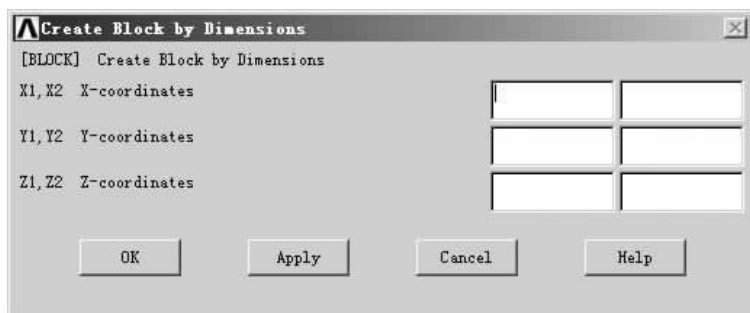 Create Block by Dimensions
[BLOCK] Create Block by Dimensions
X1,X2 X-coordinates
Y1,Y2 Y-coordinates
Z1,Z2 Z-coordinates
OK Apply Cancel Help